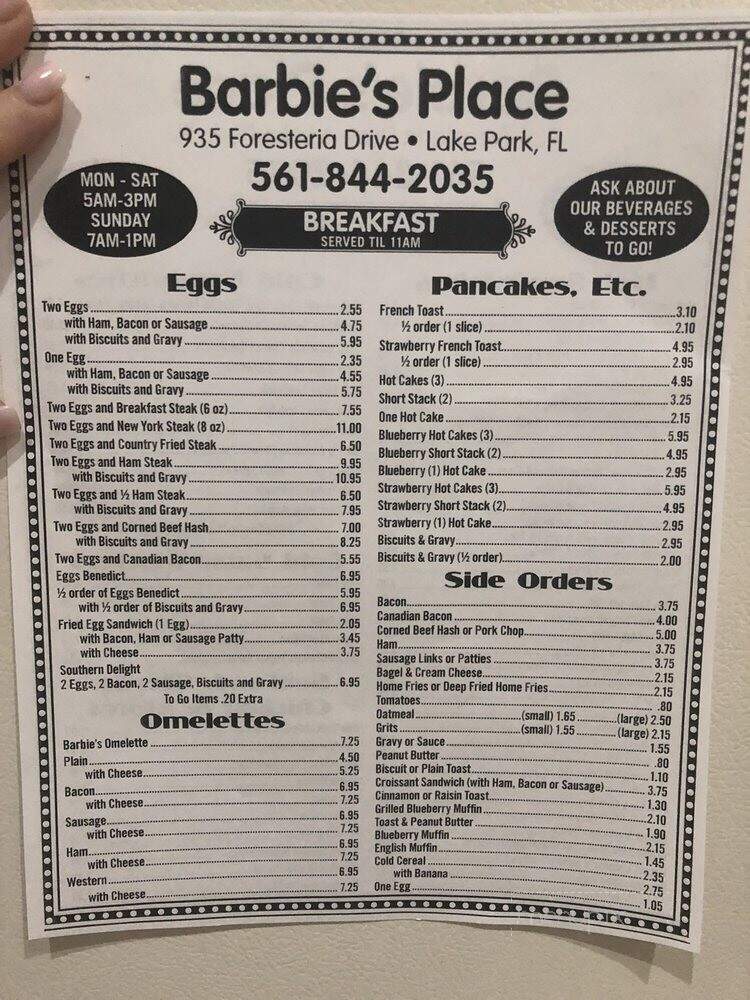 Barbie's Place
935 Foresteria Drive • Lake Park, FL
561-844-2035
MON - SAT
5AM-3PM
SUNDAY
7AM-1PM
BREAKFAST
SERVED TIL 11AM
ASK ABOUT
OUR BEVERAGES
& DESSERTS
TO GO!
Eggs
Two Eggs 2.55
with Ham, Bacon or Sausage 4.75
with Biscuits and Gravy 5.95
One Egg 2.35
with Ham, Bacon or Sausage 4.55
with Biscuits and Gravy 5.75
Two Eggs and Breakfast Steak (6 oz) 7.55
Two Eggs and New York Steak (8 oz) 11.00
Two Eggs and Country Fried Steak 6.50
Two Eggs and Ham Steak 9.95
with Biscuits and Gravy 10.95
Two Eggs and ½ Ham Steak 6.50
with Biscuits and Gravy 7.95
Two Eggs and Corned Beef Hash 7.00
with Biscuits and Gravy 8.25
Two Eggs and Canadian Bacon 5.55
Eggs Benedict 6.95
½ order of Eggs Benedict 5.95
with ½ order of Biscuits and Gravy 6.95
Fried Egg Sandwich (1 Egg) 2.05
with Bacon, Ham or Sausage Patty 3.45
with Cheese 3.75
Southern Delight
2 Eggs, 2 Bacon, 2 Sausage, Biscuits and Gravy 6.95
To Go Items .20 Extra
Omelettes
Barbie's Omelette 7.25
Plain 4.50
with Cheese 5.25
Bacon 6.95
with Cheese 7.25
Sausage 6.95
with Cheese 7.25
Ham 6.95
with Cheese 7.25
Western 6.95
with Cheese 7.25
Pancakes, Etc.
French Toast 3.10
½ order (1 slice) 2.10
Strawberry French Toast 4.95
½ order (1 slice) 2.95
Hot Cakes (3) 4.95
Short Stack (2) 3.25
One Hot Cake 2.15
Blueberry Hot Cakes (3) 5.95
Blueberry Short Stack (2) 4.95
Blueberry (1) Hot Cake 2.95
Strawberry Hot Cakes (3) 5.95
Strawberry Short Stack (2) 4.95
Strawberry (1) Hot Cake 2.95
Biscuits & Gravy 2.95
Biscuits & Gravy (½ order) 2.00
Side Orders
Bacon 3.75
Canadian Bacon 4.00
Corned Beef Hash or Pork Chop 5.00
Ham 3.75
Sausage Links or Patties 3.75
Bagel & Cream Cheese 2.15
Home Fries or Deep Fried Home Fries 2.15
Tomatoes .80
Oatmeal (small) 1.65 (large) 2.50
Grits (small) 1.55 (large) 2.15
Gravy or Sauce 1.55
Peanut Butter .80
Biscuit or Plain Toast 1.10
Croissant Sandwich (with Ham, Bacon or Sausage) 3.75
Cinnamon or Raisin Toast 1.30
Grilled Blueberry Muffin 2.10
Toast & Peanut Butter 1.90
Blueberry Muffin 2.15
English Muffin 1.45
Cold Cereal 2.35
with Banana 2.75
One Egg 1.05